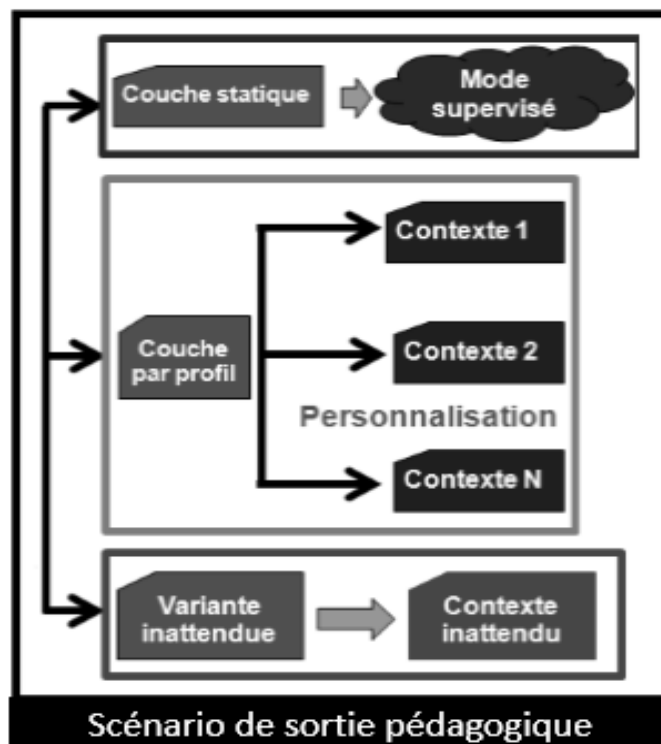 Couche statique
Mode
supervisé
Contexte 1
Couche
par profil
Contexte 2
Personnalisation
Contexte N
Variante
inattendue
Contexte
inattendu
Scénario de sortie pédagogique